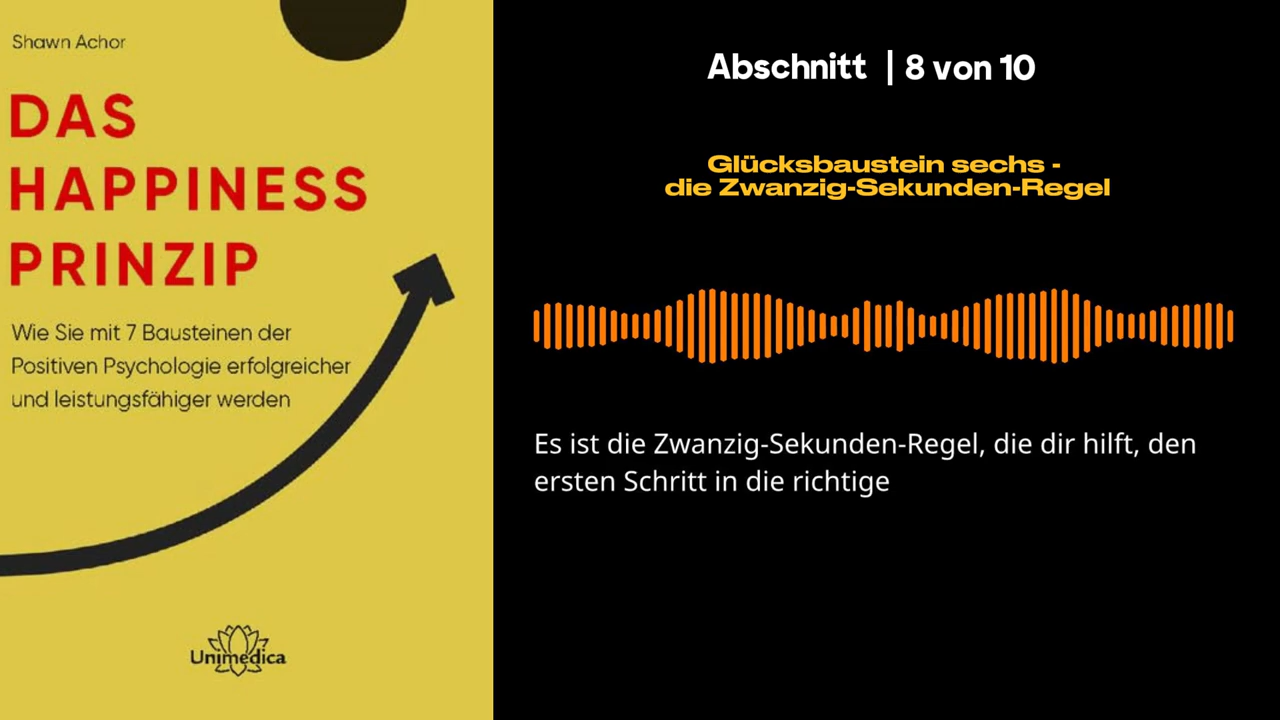 Shawn Achor
DAS
HAPPINESS
PRINZIP
Wie Sie mit 7 Bausteinen der
Positiven Psychologie erfolgreicher
und leistungsfähiger werden
Unimedica
Abschnitt | 8 von 10
Glücksbaustein sechs -
die Zwanzig-Sekunden-Regel
Es ist die Zwanzig-Sekunden-Regel, die dir hilft, den
ersten Schritt in die richtige